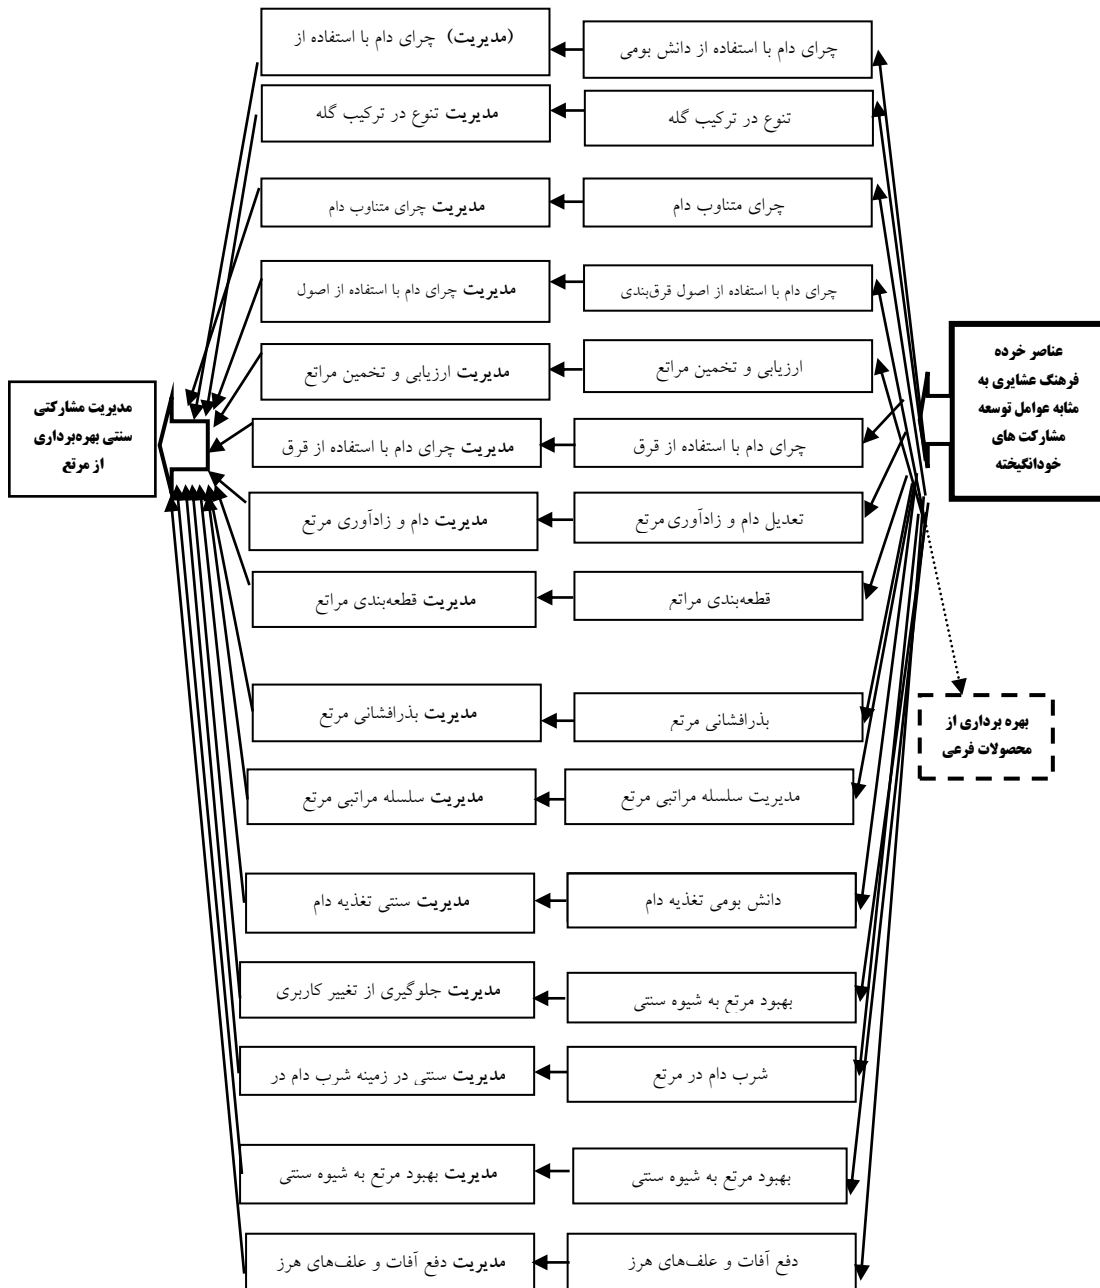 چرای دام با استفاده از دانش بومی
(مدیریت) چرای دام با استفاده از
تنوع در ترکیب گله
مدیریت تنوع در ترکیب گله
چرای متناوب دام
مدیریت چرای متناوب دام
چرای دام با استفاده از اصول قرق‌بندی
مدیریت چرای دام با استفاده از اصول
عناصر خرده
فرهنگ عشایری به
مثابه عوامل توسعه
مشارکت های
خودانگیخته
ارزیابی و تخمین مراتع
مدیریت ارزیابی و تخمین مراتع
مدیریت مشارکتی
سنتی بهره‌برداری
از مرتع
چرای دام با استفاده از قرق
مدیریت چرای دام با استفاده از قرق
تعدیل دام و زادآوری مرتع
مدیریت دام و زادآوری مرتع
قطعه‌بندی مراتع
مدیریت قطعه‌بندی مراتع
بذرافشانی مرتع
مدیریت بذرافشانی مرتع
بهره برداری از
محصولات فرعی
مدیریت سلسله مراتبی مرتع
مدیریت سلسله مراتبی مرتع
دانش بومی تغذیه دام
مدیریت سنتی تغذیه دام
بهبود مرتع به شیوه سنتی
مدیریت جلوگیری از تغییر کاربری
شرب دام در مرتع
مدیریت سنتی در زمینه شرب دام در
بهبود مرتع به شیوه سنتی
مدیریت بهبود مرتع به شیوه سنتی
دفع آفات و علف‌های هرز
مدیریت دفع آفات و علف‌های هرز